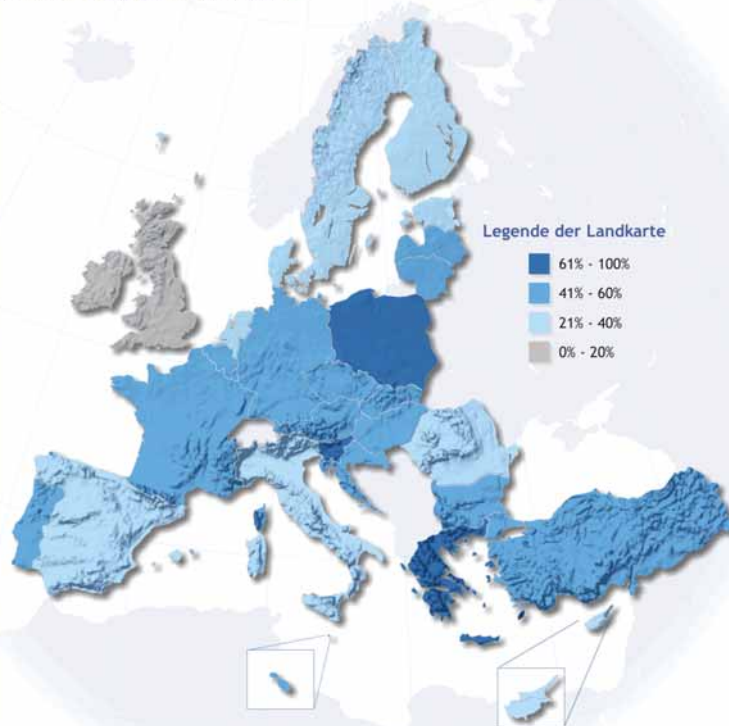 Legende der Landkarte
61% - 100%
41% - 60%
21% - 40%
0% - 20%